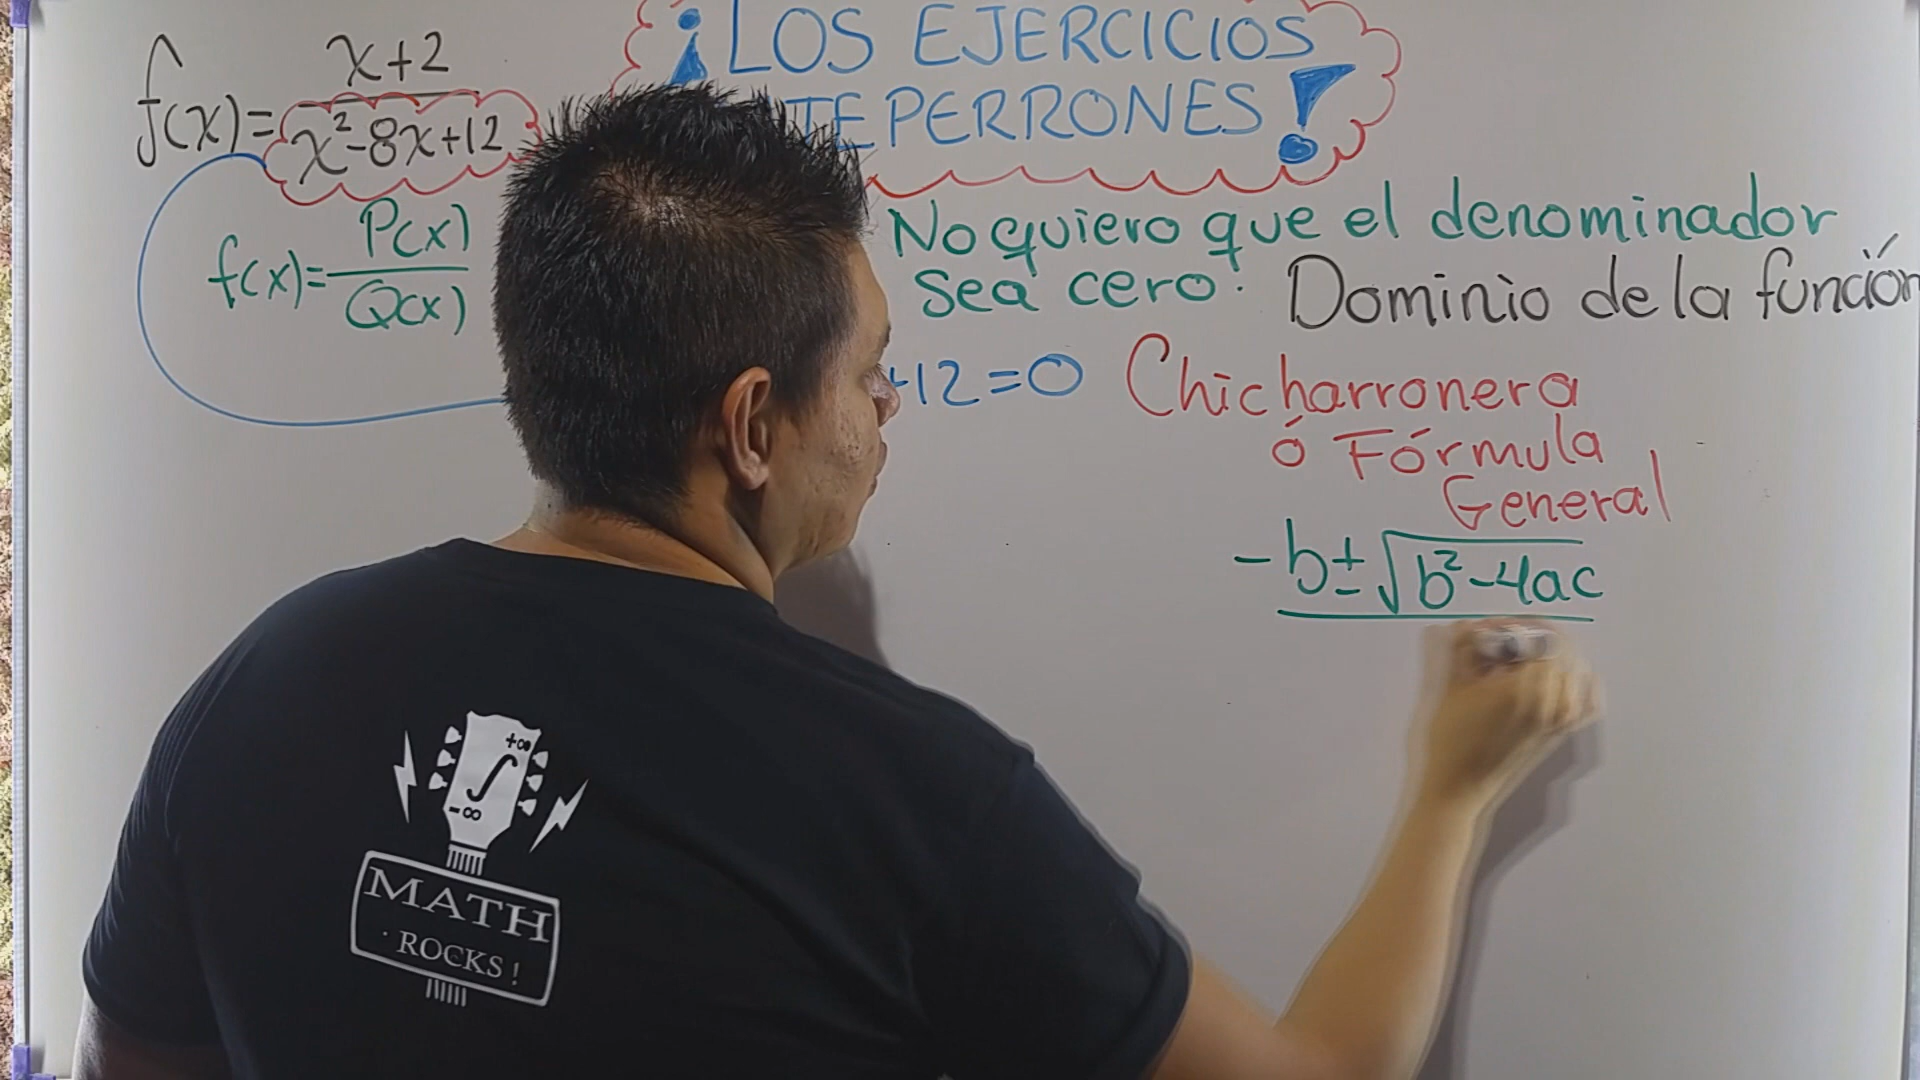 ¡LOS EJERCICIOS
TE PERRONES!
f(x)= x+2
x²-8x+12
f(x)= P(x)
Q(x)
No quiero que el denominador
sea cero.
Dominio de la función
+12=0
Chicharronera
ó Fórmula
General
-b±√b²-4ac
+∞
∫
-∞
MATH
ROCKS!